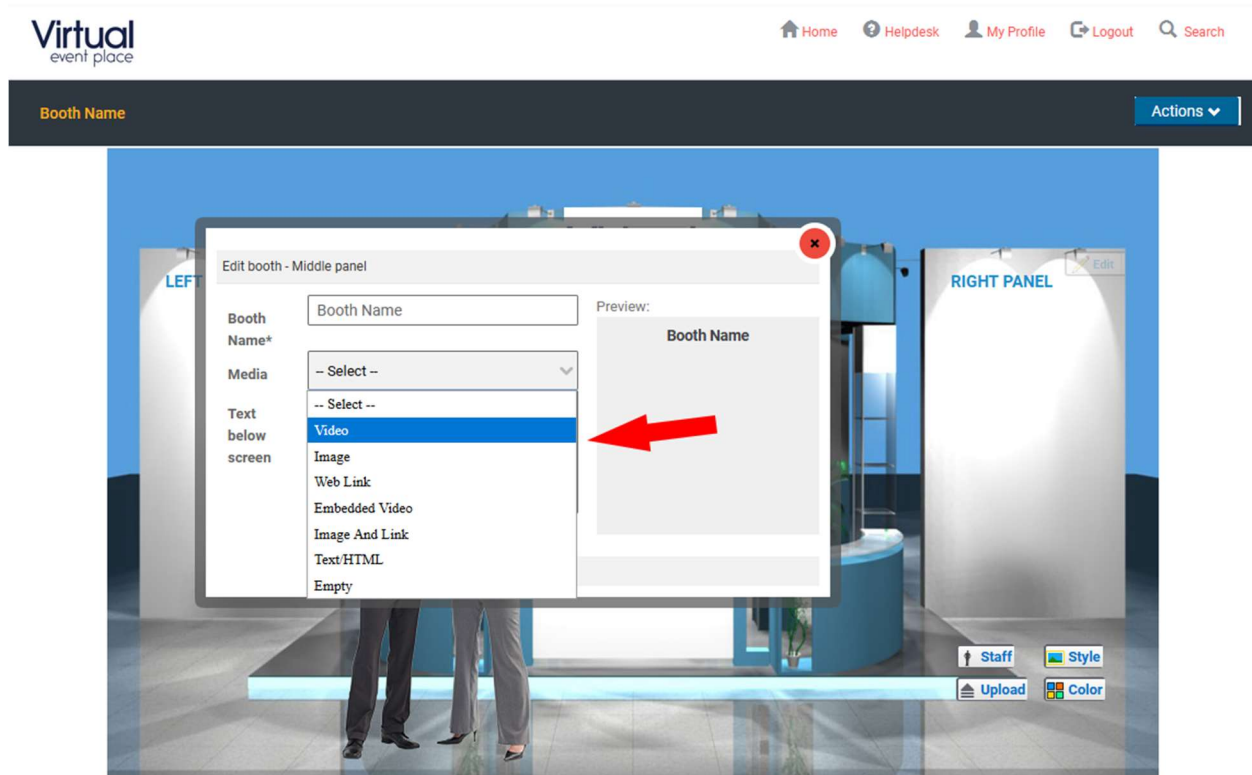 Virtual
event place
Home Helpdesk My Profile Logout Search
Booth Name
Actions
Edit booth - Middle panel
LEFT
RIGHT PANEL
Edit
Booth
Name*
Booth Name
Preview:
Booth Name
Media
-- Select --
Text
below
screen
-- Select --
Video
Image
Web Link
Embedded Video
Image And Link
Text/HTML
Empty
Staff
Style
Upload
Color